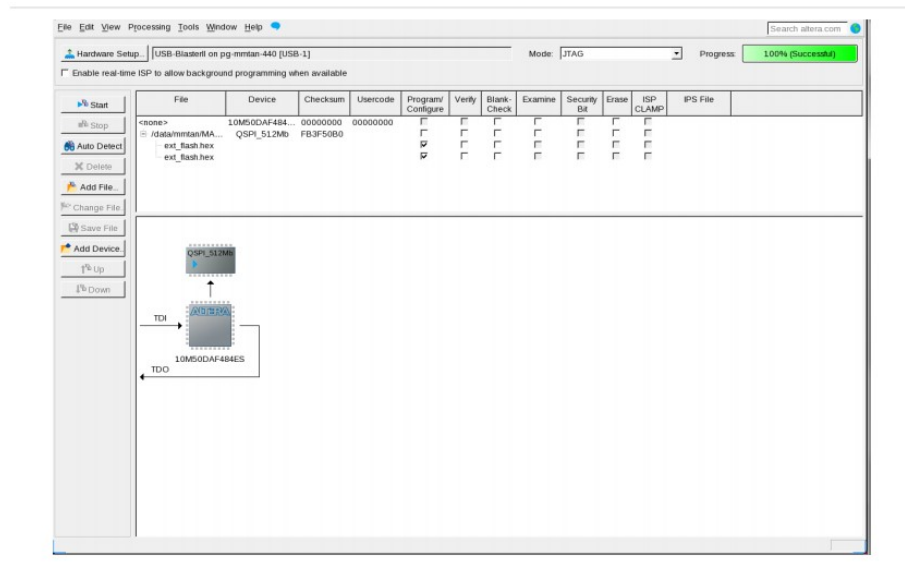 File Edit View Processing Tools Window Help
Search altera.com
Hardware Setup... USB-BlasterII on pg-mmtan-440 [USB-1] Mode: JTAG Progress: 100% (Successful)
Enable real-time ISP to allow background programming when available
Start
Stop
Auto Detect
Delete
Add File...
Change File.
Save File
Add Device.
Up
Down
File Device Checksum Usercode Program/ Configure Verify Blank- Check Examine Security Bit Erase ISP CLAMP IPS File
<none> 10M50DAF484... 00000000 00000000
/data/mmtan/MA... QSPI_512Mb FB3F50B0
ext_flash.hex
ext_flash.hex
QSPI_512Mb
ALTERA
TDI
10M50DAF484ES
TDO